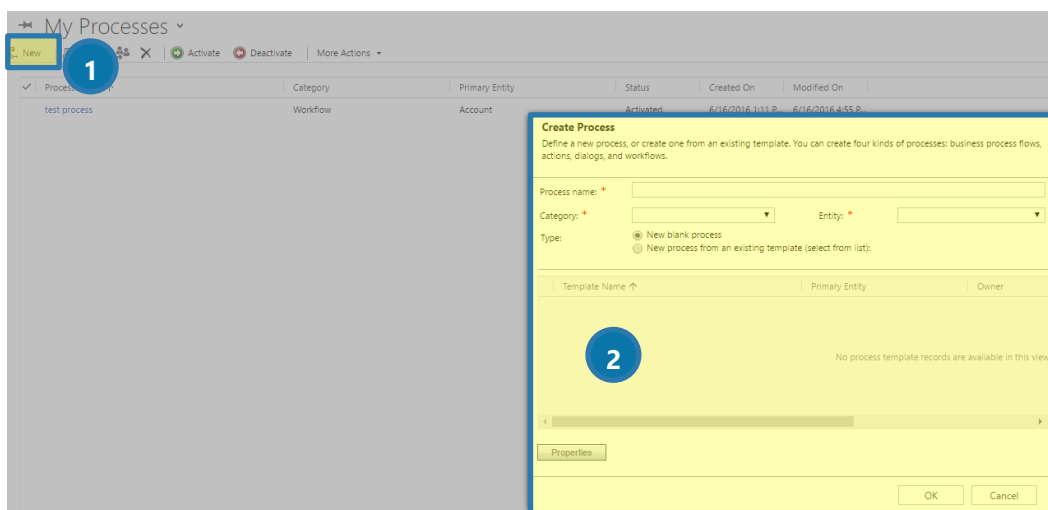 My Processes
New
1
Activate
Deactivate
More Actions
Process
Category
Primary Entity
Status
Created On
Modified On
test process
Workflow
Account
Activated
6/16/2016 1:11 P...
6/16/2016 4:55 P...
Create Process
Define a new process, or create one from an existing template. You can create four kinds of processes: business process flows,
actions, dialogs, and workflows.
Process name: *
Category: *
Entity: *
Type:
New blank process
New process from an existing template (select from list):
Template Name
Primary Entity
Owner
2
No process template records are available in this view
Properties
OK
Cancel